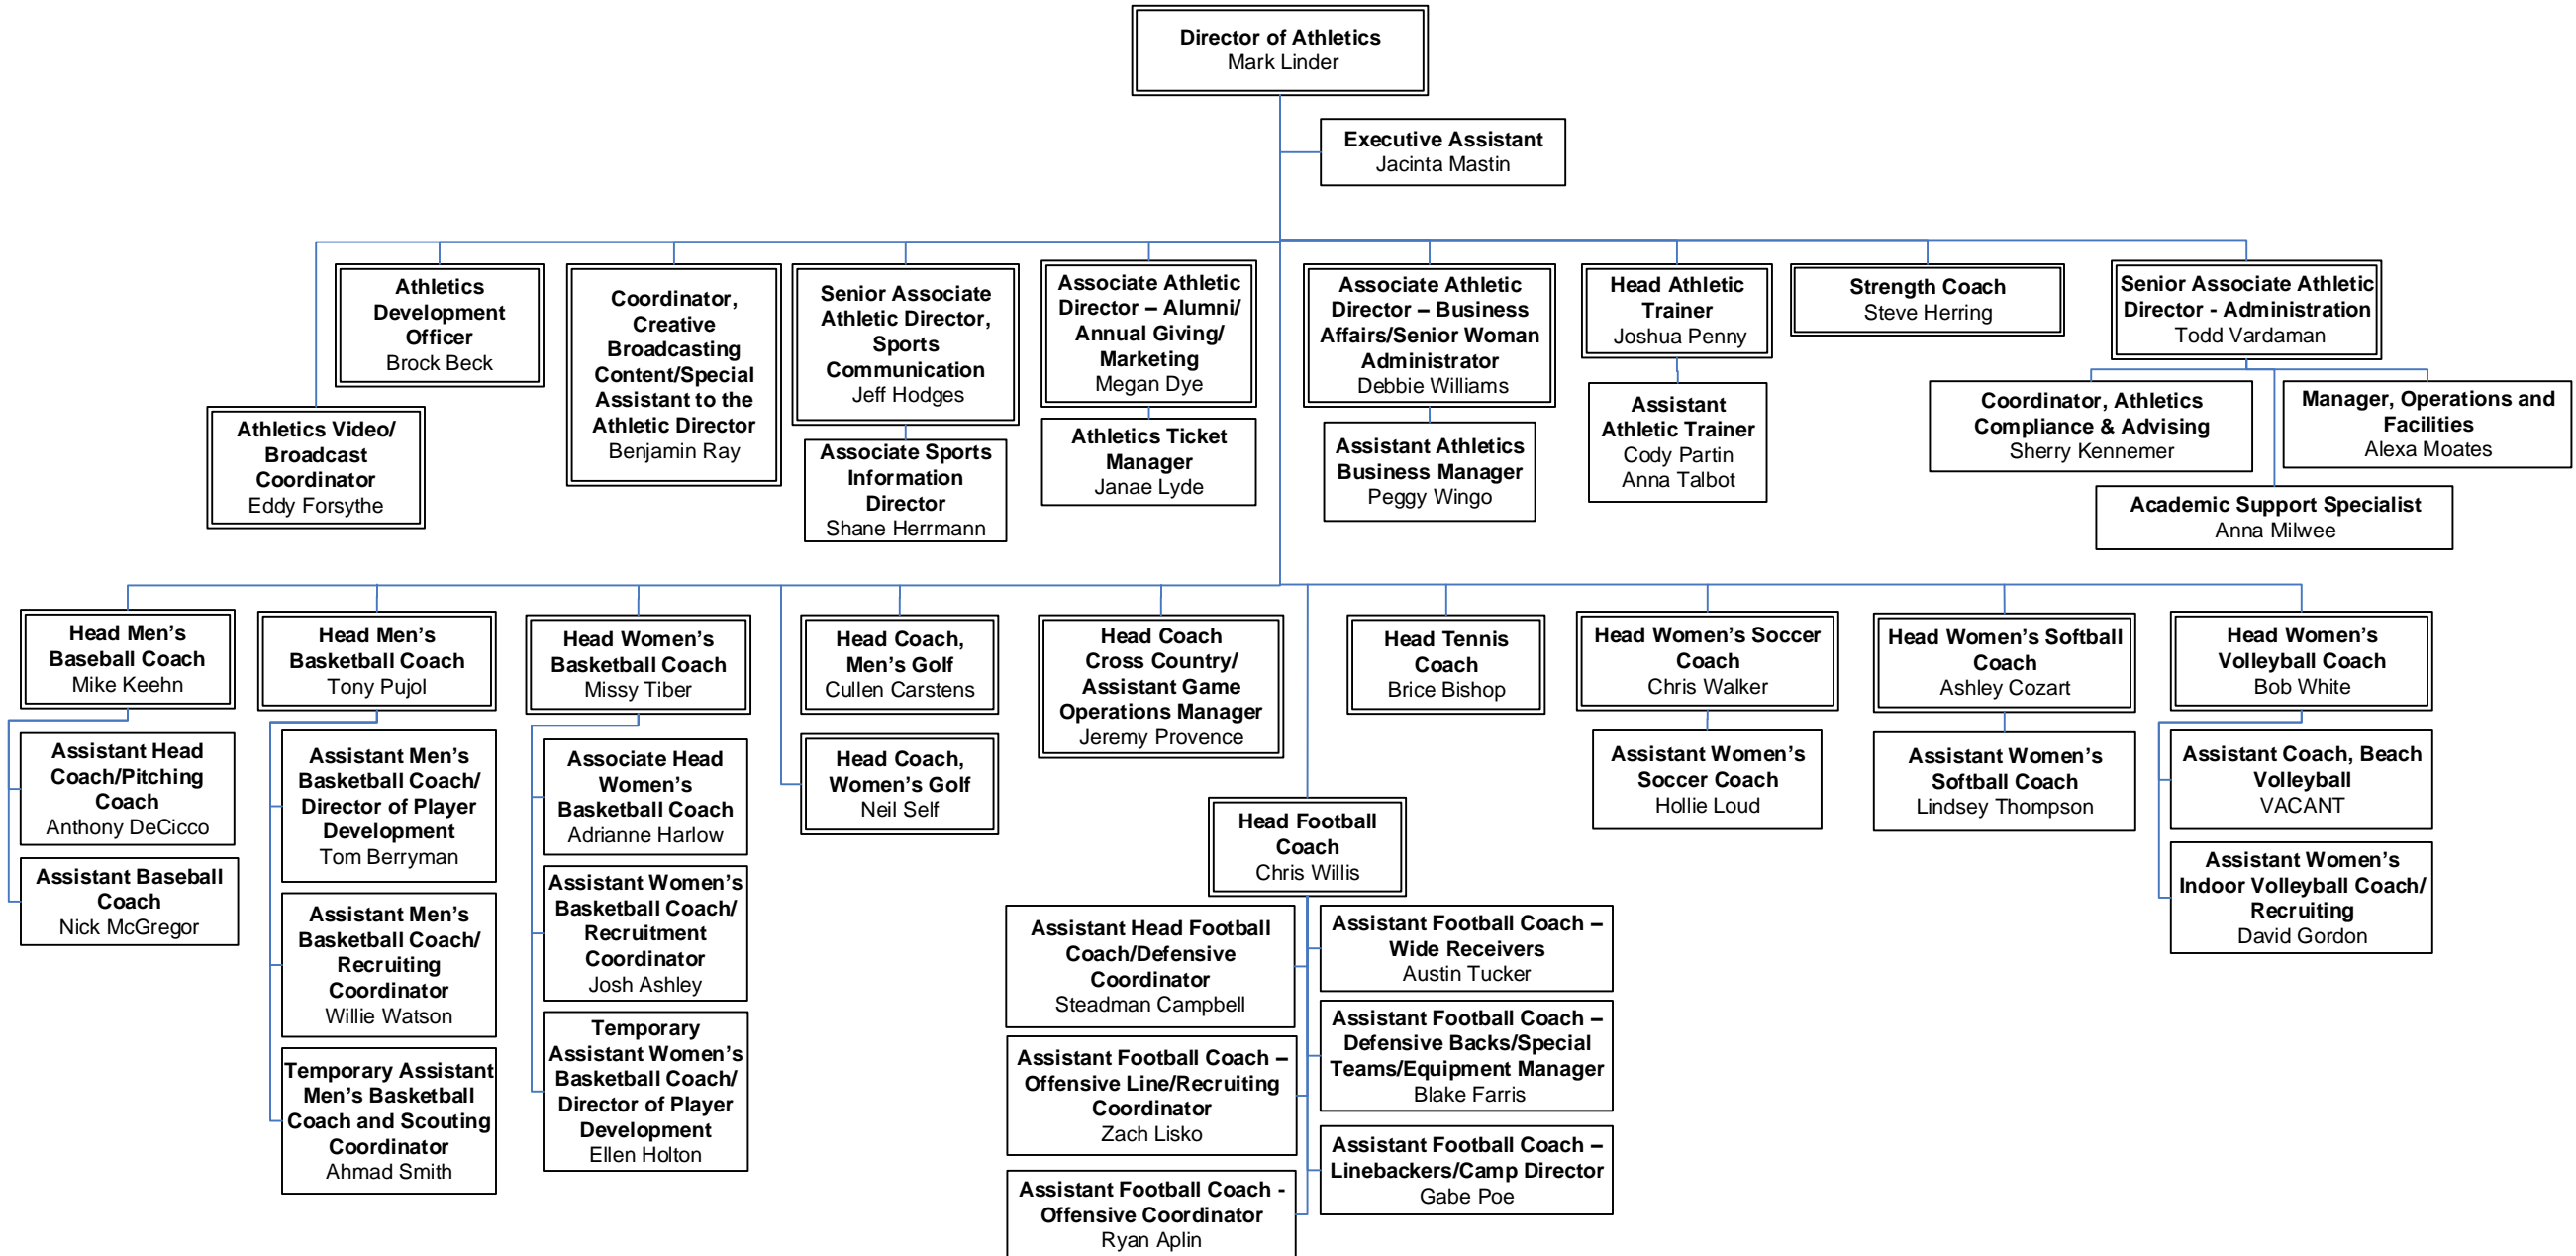 Director of Athletics
Mark Linder
Executive Assistant
Jacinta Mastin
Athletics
Development
Officer
Brock Beck
Coordinator,
Creative
Broadcasting
Content/Special
Assistant to the
Athletic Director
Benjamin Ray
Senior Associate
Athletic Director,
Sports
Communication
Jeff Hodges
Associate Athletic
Director – Alumni/
Annual Giving/
Marketing
Megan Dye
Associate Athletic
Director – Business
Affairs/Senior Woman
Administrator
Debbie Williams
Head Athletic
Trainer
Joshua Penny
Strength Coach
Steve Herring
Senior Associate Athletic
Director - Administration
Todd Vardaman
Athletics Video/
Broadcast
Coordinator
Eddy Forsythe
Associate Sports
Information
Director
Shane Herrmann
Athletics Ticket
Manager
Janae Lyde
Assistant Athletics
Business Manager
Peggy Wingo
Assistant
Athletic Trainer
Cody Partin
Anna Talbot
Coordinator, Athletics
Compliance & Advising
Sherry Kennemer
Manager, Operations and
Facilities
Alexa Moates
Academic Support Specialist
Anna Milwee
Head Men's
Baseball Coach
Mike Keehn
Head Men's
Basketball Coach
Tony Pujol
Head Women's
Basketball Coach
Missy Tiber
Head Coach,
Men's Golf
Cullen Carstens
Head Coach
Cross Country/
Assistant Game
Operations Manager
Jeremy Provence
Head Tennis
Coach
Brice Bishop
Head Women's Soccer
Coach
Chris Walker
Head Women's Softball
Coach
Ashley Cozart
Head Women's
Volleyball Coach
Bob White
Assistant Head
Coach/Pitching
Coach
Anthony DeCicco
Assistant Baseball
Coach
Nick McGregor
Assistant Men's
Basketball Coach/
Director of Player
Development
Tom Berryman
Assistant Men's
Basketball Coach/
Recruiting
Coordinator
Willie Watson
Temporary Assistant
Men's Basketball
Coach and Scouting
Coordinator
Ahmad Smith
Associate Head
Women's
Basketball Coach
Adrianne Harlow
Assistant Women's
Basketball Coach/
Recruitment
Coordinator
Josh Ashley
Temporary
Assistant Women's
Basketball Coach/
Director of Player
Development
Ellen Holton
Head Coach,
Women's Golf
Neil Self
Head Football
Coach
Chris Willis
Assistant Head Football
Coach/Defensive
Coordinator
Steadman Campbell
Assistant Football Coach –
Offensive Line/Recruiting
Coordinator
Zach Lisko
Assistant Football Coach -
Offensive Coordinator
Ryan Aplin
Assistant Football Coach –
Wide Receivers
Austin Tucker
Assistant Football Coach –
Defensive Backs/Special
Teams/Equipment Manager
Blake Farris
Assistant Football Coach –
Linebackers/Camp Director
Gabe Poe
Assistant Women's
Soccer Coach
Hollie Loud
Assistant Women's
Softball Coach
Lindsey Thompson
Assistant Coach, Beach
Volleyball
VACANT
Assistant Women's
Indoor Volleyball Coach/
Recruiting
David Gordon